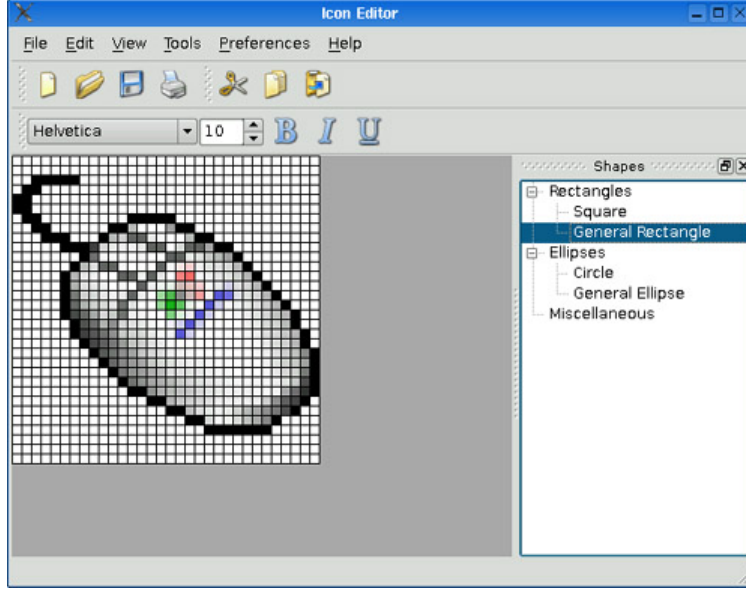 Icon Editor
File Edit View Tools Preferences Help
Helvetica 10 B I U
Shapes
Rectangles
Square
General Rectangle
Ellipses
Circle
General Ellipse
Miscellaneous